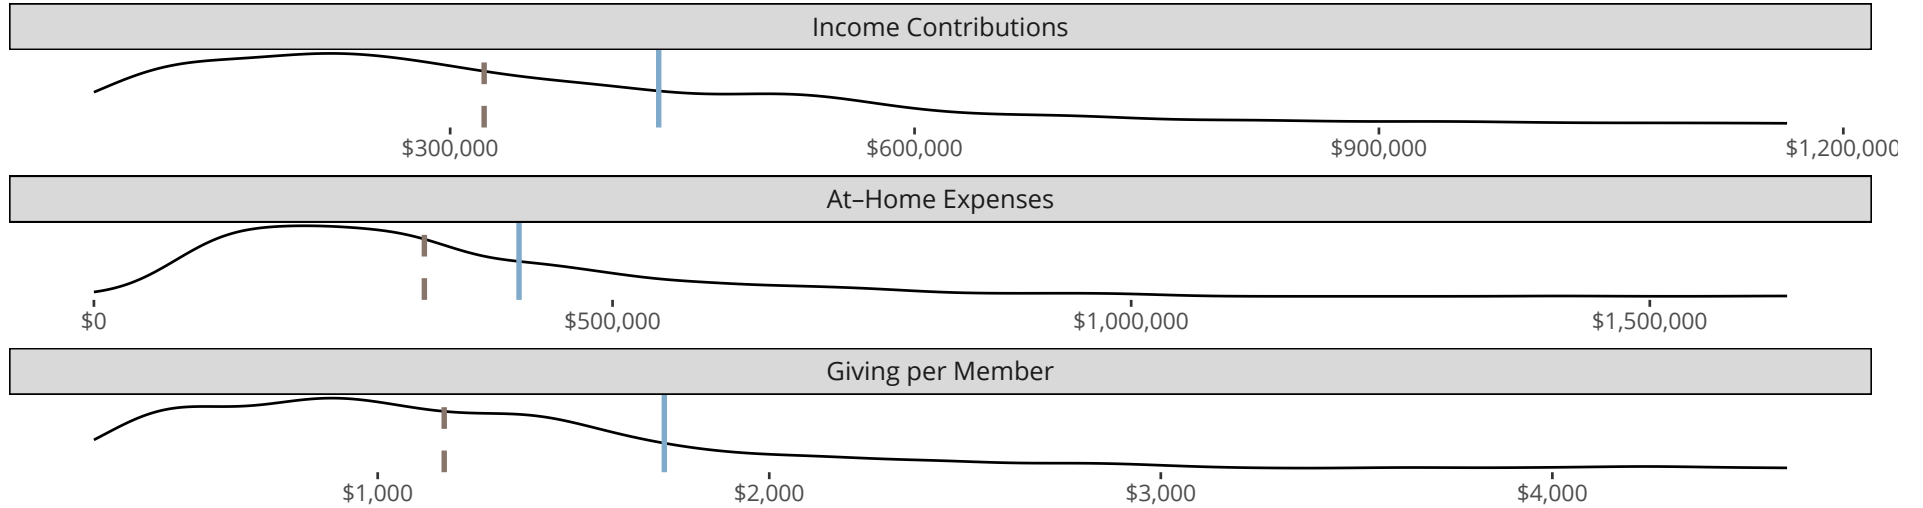 Income Contributions
$300,000 $600,000 $900,000 $1,200,000
At–Home Expenses
$0 $500,000 $1,000,000 $1,500,000
Giving per Member
$1,000 $2,000 $3,000 $4,000